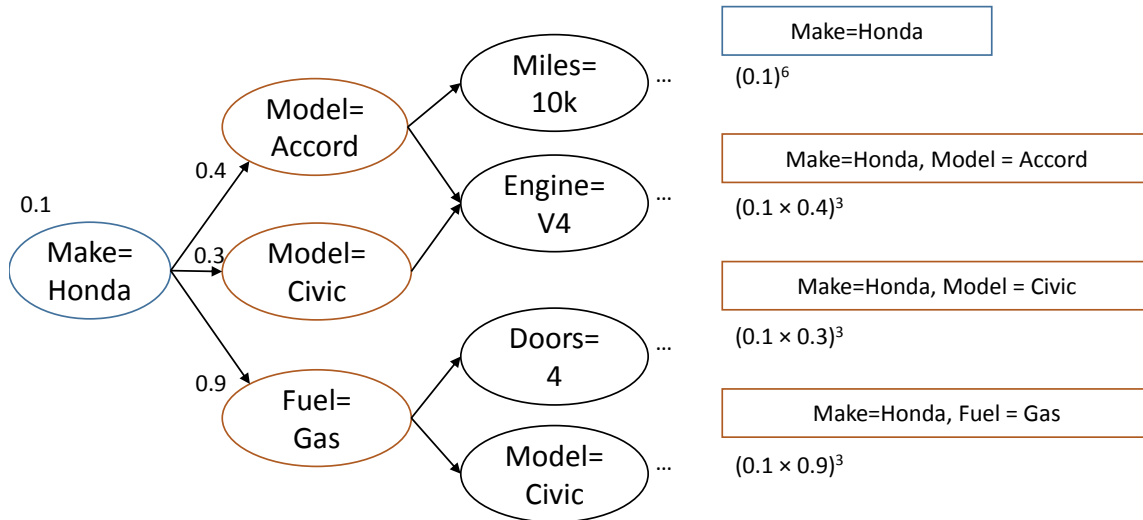 0.1
Make=
Honda
0.4
0.3
0.9
Model=
Accord
Model=
Civic
Fuel=
Gas
Miles=
10k
...
Engine=
V4
...
Doors=
4
...
Model=
Civic
...
Make=Honda
(0.1)⁶
Make=Honda, Model = Accord
(0.1 × 0.4)³
Make=Honda, Model = Civic
(0.1 × 0.3)³
Make=Honda, Fuel = Gas
(0.1 × 0.9)³